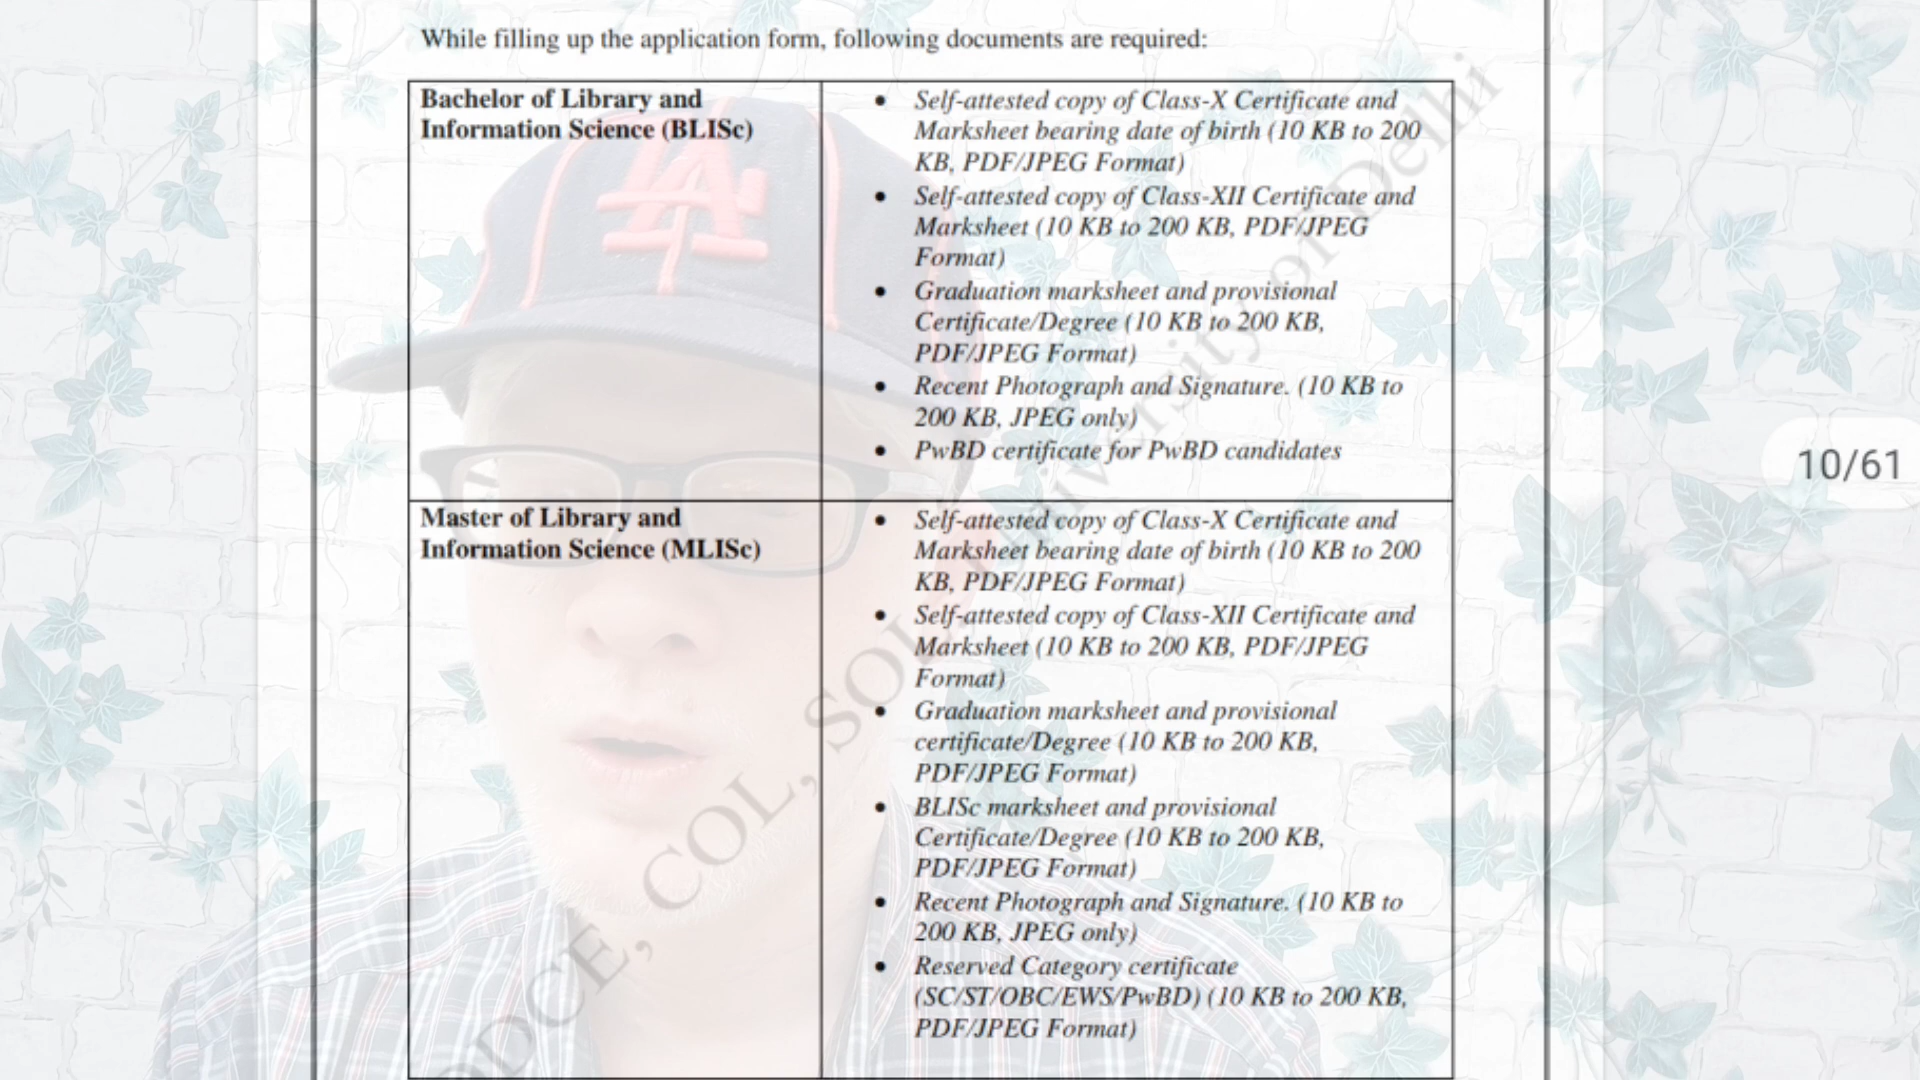 While filling up the application form, following documents are required:
Bachelor of Library and
Information Science (BLISc)
• Self-attested copy of Class-X Certificate and
Marksheet bearing date of birth (10 KB to 200
KB, PDF/JPEG Format)
• Self-attested copy of Class-XII Certificate and
Marksheet (10 KB to 200 KB, PDF/JPEG
Format)
• Graduation marksheet and provisional
Certificate/Degree (10 KB to 200 KB,
PDF/JPEG Format)
• Recent Photograph and Signature. (10 KB to
200 KB, JPEG only)
• PwBD certificate for PwBD candidates
Master of Library and
Information Science (MLISc)
• Self-attested copy of Class-X Certificate and
Marksheet bearing date of birth (10 KB to 200
KB, PDF/JPEG Format)
• Self-attested copy of Class-XII Certificate and
Marksheet (10 KB to 200 KB, PDF/JPEG
Format)
• Graduation marksheet and provisional
certificate/Degree (10 KB to 200 KB,
PDF/JPEG Format)
• BLISc marksheet and provisional
Certificate/Degree (10 KB to 200 KB,
PDF/JPEG Format)
• Recent Photograph and Signature. (10 KB to
200 KB, JPEG only)
• Reserved Category certificate
(SC/ST/OBC/EWS/PwBD) (10 KB to 200 KB,
PDF/JPEG Format)
ODCE, COL, SOL, University of Delhi
10/61
LA